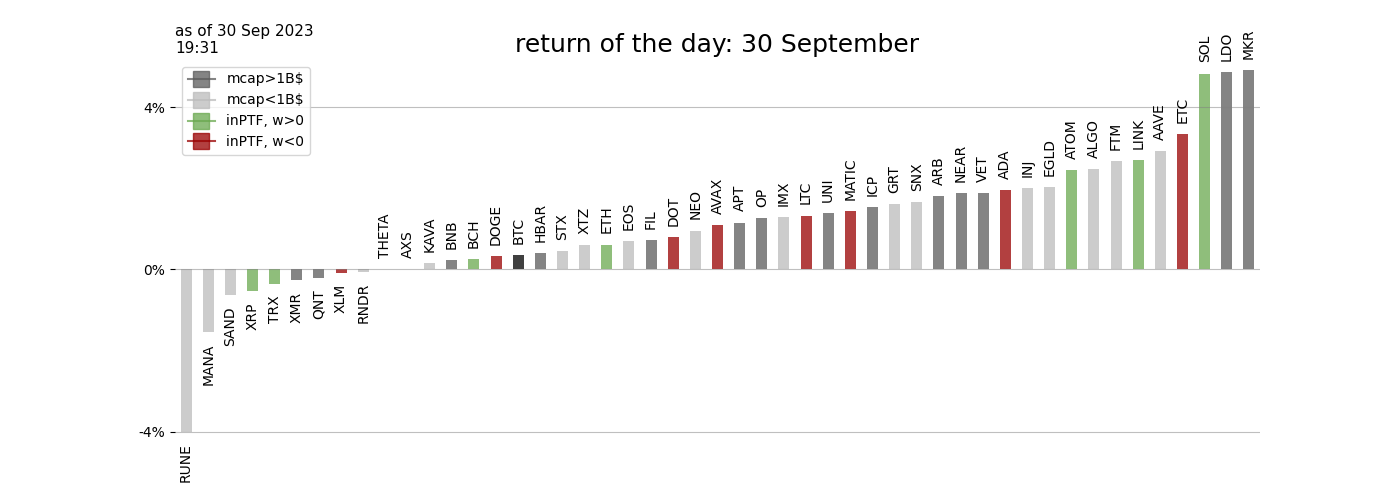 as of 30 Sep 2023
19:31
return of the day: 30 September
mcap>1B$
mcap<1B$
inPTF, w>0
inPTF, w<0
4%
0%
-4%
RUNE
MANA
SAND
XRP
TRX
XMR
QNT
XLM
RNDR
THETA
AXS
KAVA
BNB
BCH
DOGE
BTC
HBAR
STX
XTZ
ETH
EOS
FIL
DOT
NEO
AVAX
APT
OP
IMX
LTC
UNI
MATIC
ICP
GRT
SNX
ARB
NEAR
VET
ADA
INJ
EGLD
ATOM
ALGO
FTM
LINK
AAVE
ETC
SOL
LDO
MKR